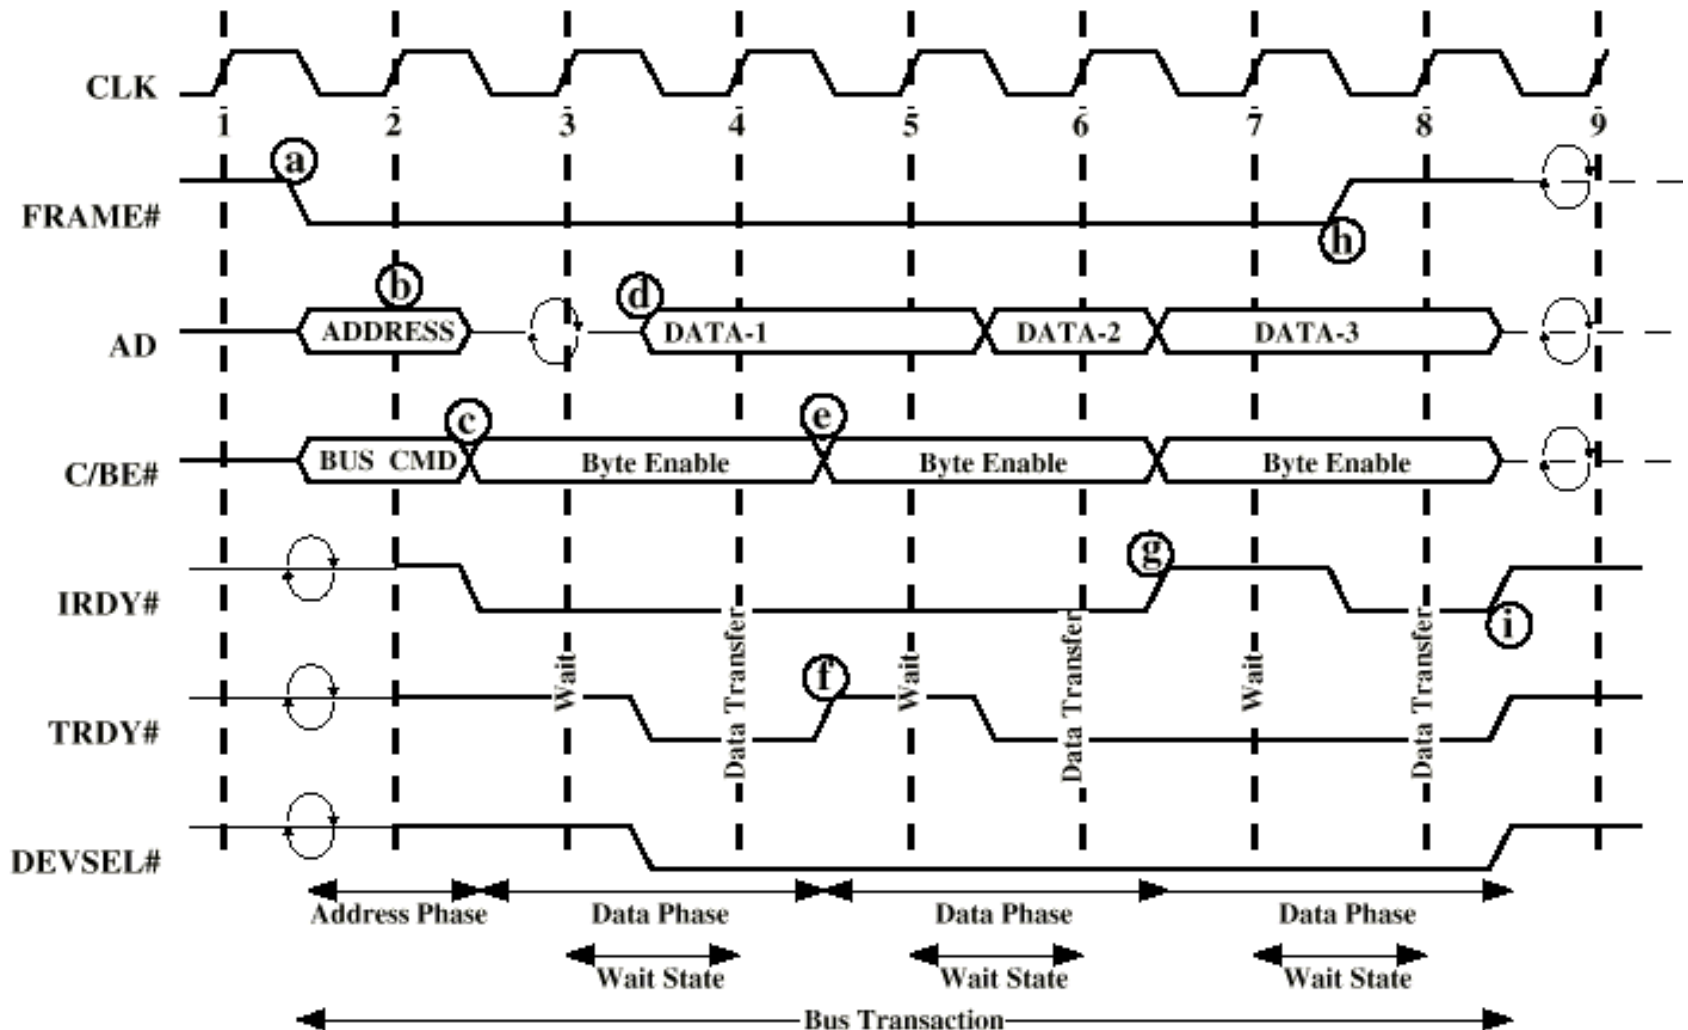 CLK
1 2 3 4 5 6 7 8 9
a
FRAME#
h
b
d
AD
ADDRESS DATA-1 DATA-2 DATA-3
c
e
C/BE#
BUS CMD Byte Enable Byte Enable Byte Enable
g
IRDY#
i
Wait
Data Transfer
f
Wait
Data Transfer
Wait
Data Transfer
TRDY#
DEVSEL#
Address Phase Data Phase Data Phase Data Phase
Wait State Wait State Wait State
Bus Transaction